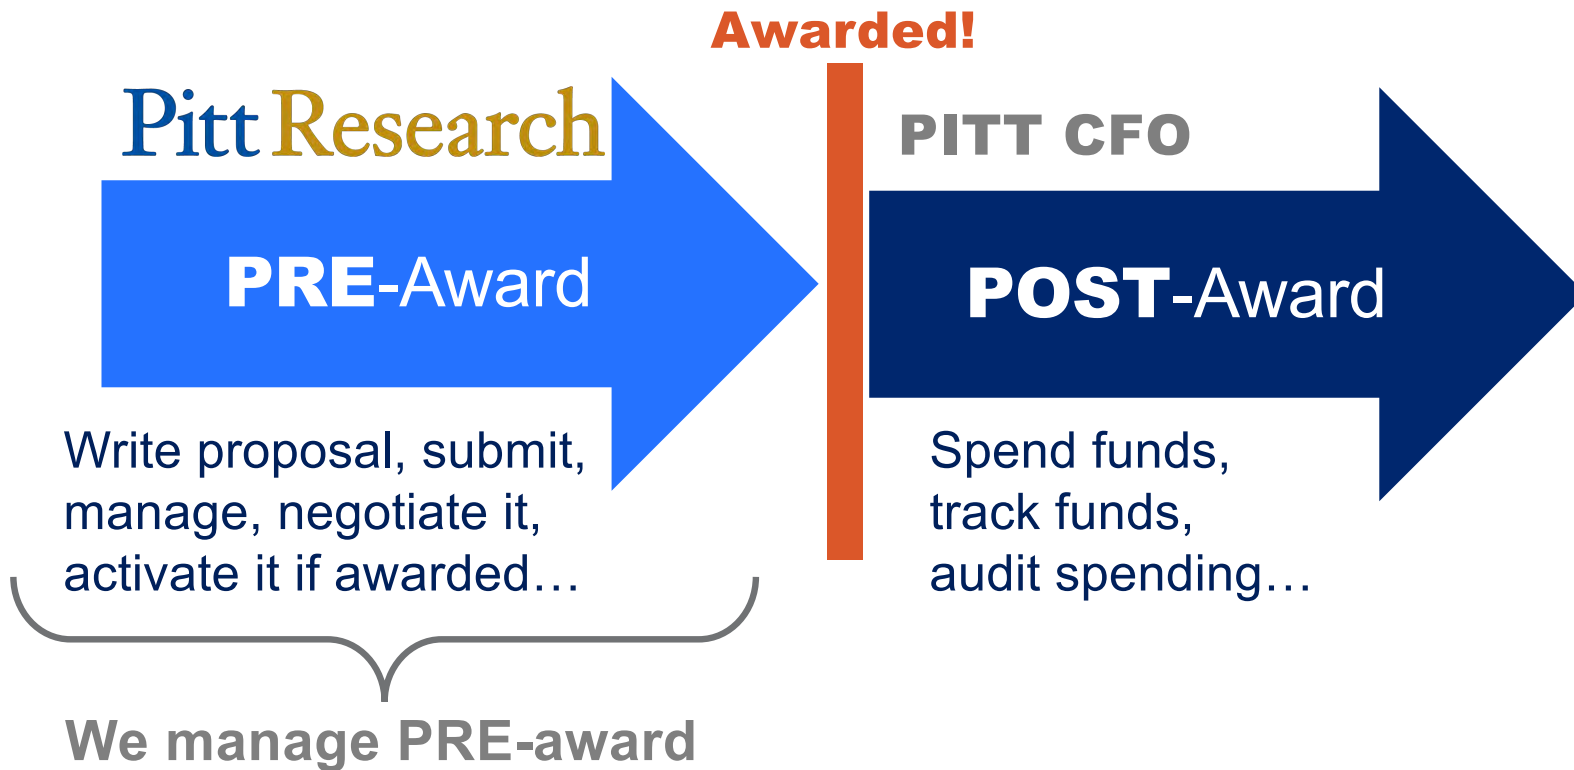 Awarded!
Pitt Research
PITT CFO
PRE-Award
POST-Award
Write proposal, submit,
manage, negotiate it,
activate it if awarded…
Spend funds,
track funds,
audit spending…
We manage PRE-award